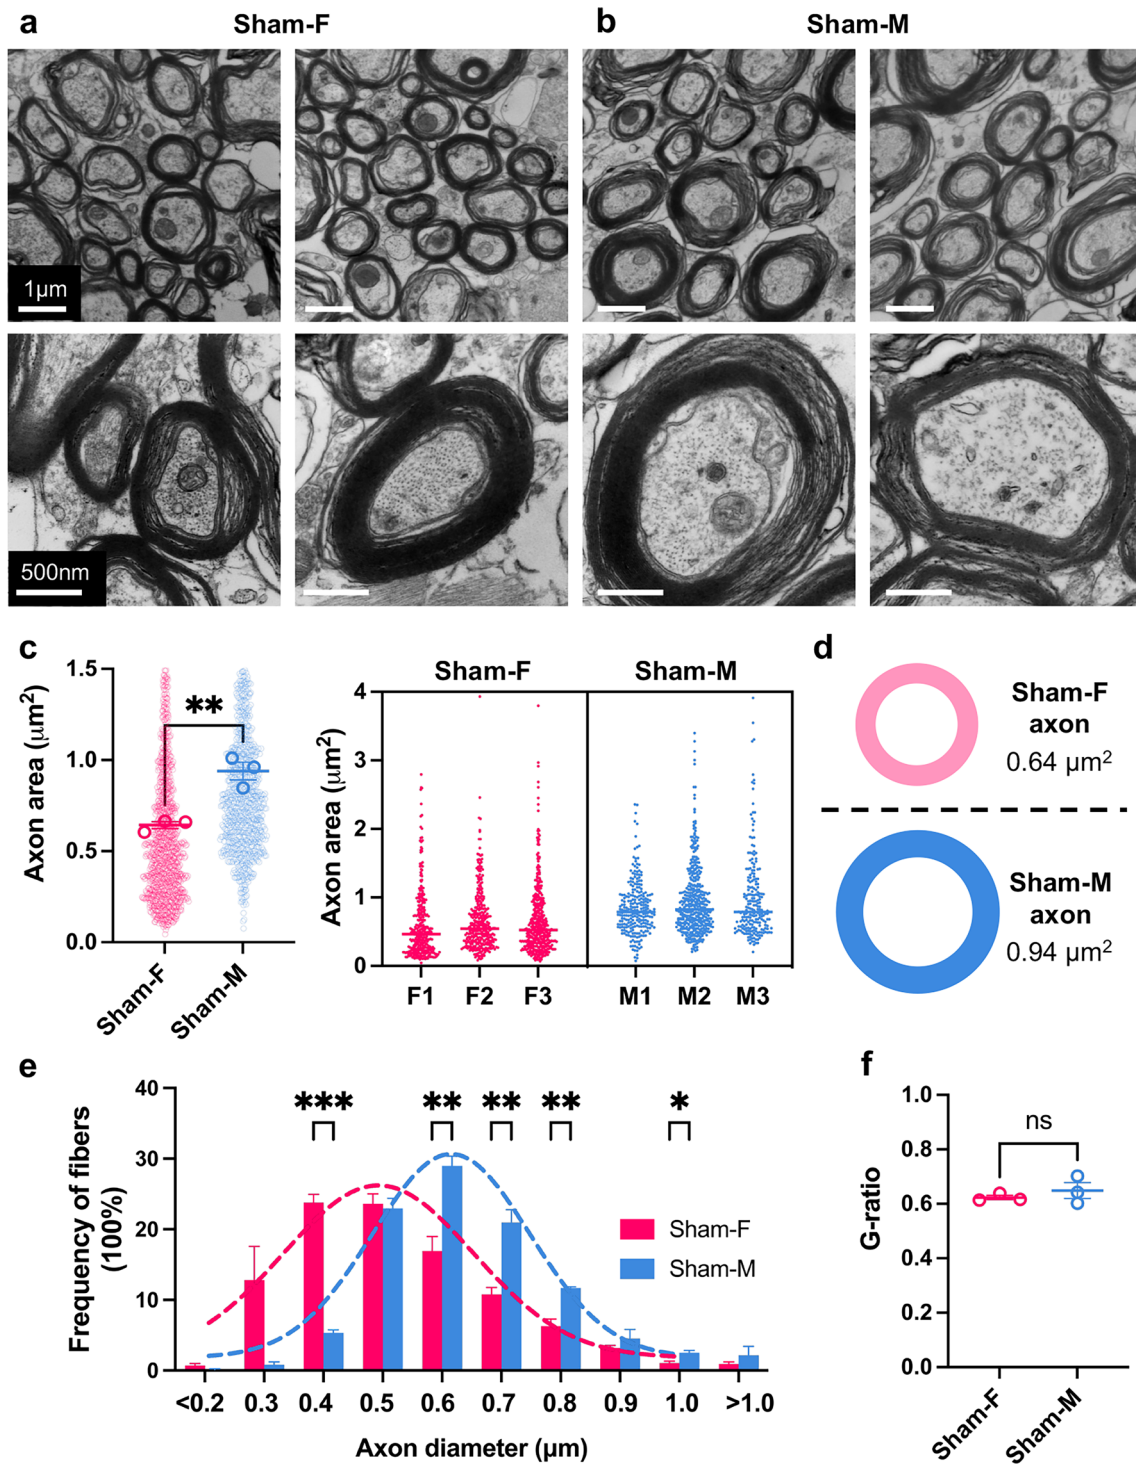 a
Sham-F
b
Sham-M
1μm
500nm
c
Axon area (μm²)
1.5
1.0
0.5
0.0
**
Sham-F
Sham-M
Sham-F
Sham-M
Axon area (μm²)
4
3
2
1
0
F1
F2
F3
M1
M2
M3
d
Sham-F
axon
0.64 μm²
Sham-M
axon
0.94 μm²
e
Frequency of fibers
(100%)
40
30
20
10
0
***
**
**
**
*
Sham-F
Sham-M
<0.2
0.3
0.4
0.5
0.6
0.7
0.8
0.9
1.0
>1.0
Axon diameter (μm)
f
G-ratio
1.0
0.8
0.6
0.4
0.2
0.0
ns
Sham-F
Sham-M